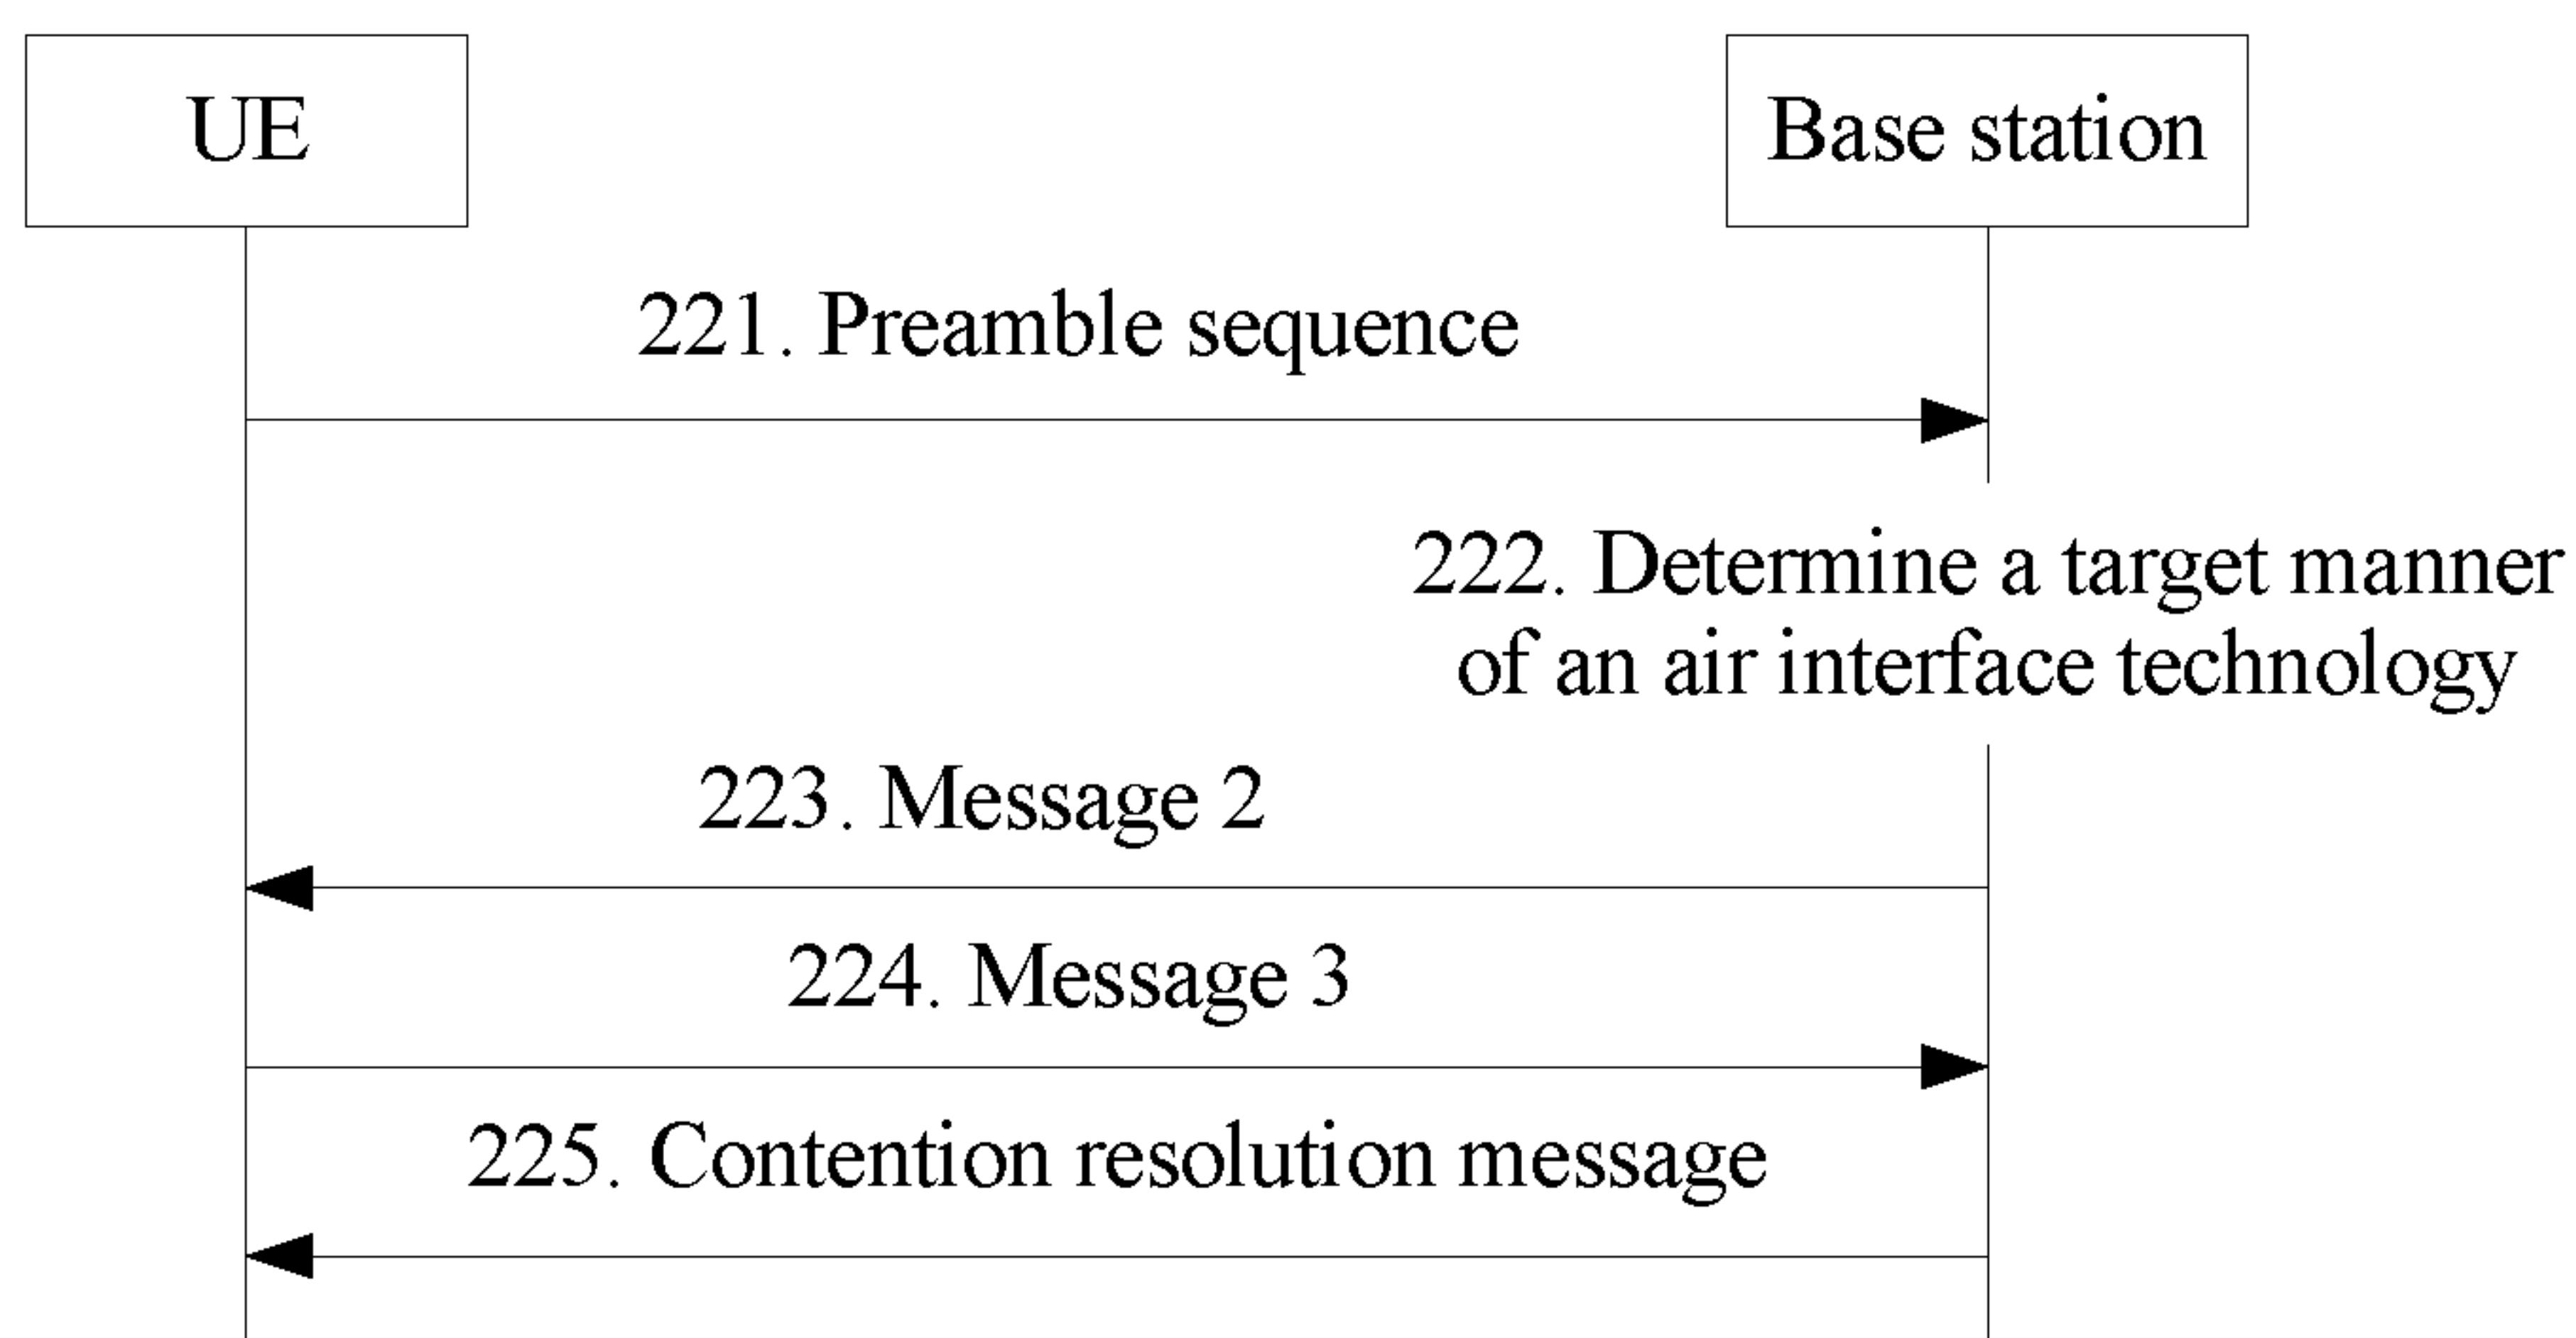 UE
Base station
221. Preamble sequence
222. Determine a target manner
of an air interface technology
223. Message 2
224. Message 3
225. Contention resolution message